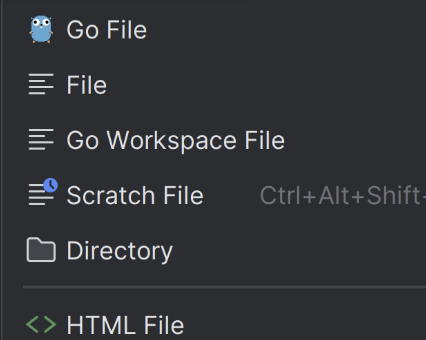 Go File
File
Go Workspace File
Scratch File Ctrl+Alt+Shift
Directory
HTML File